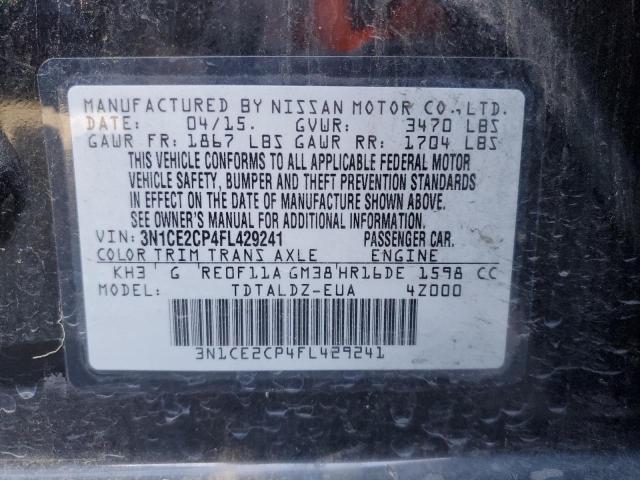 MANUFACTURED BY NISSAN MOTOR CO., LTD.
DATE: 04/15. GVWR: 3470 LBS
GAWR FR: 1867 LBS GAWR RR: 1704 LBS
THIS VEHICLE CONFORMS TO ALL APPLICABLE FEDERAL MOTOR
VEHICLE SAFETY, BUMPER AND THEFT PREVENTION STANDARDS
IN EFFECT ON THE DATE OF MANUFACTURE SHOWN ABOVE.
SEE OWNER'S MANUAL FOR ADDITIONAL INFORMATION.
VIN: 3N1CE2CP4FL429241 PASSENGER CAR.
COLOR TRIM TRANS AXLE ENGINE
KH3 G RE0F11A GM38 HR16DE 1598 CC
MODEL: TDTALDZ-EUA 4Z000
3N1CE2CP4FL429241